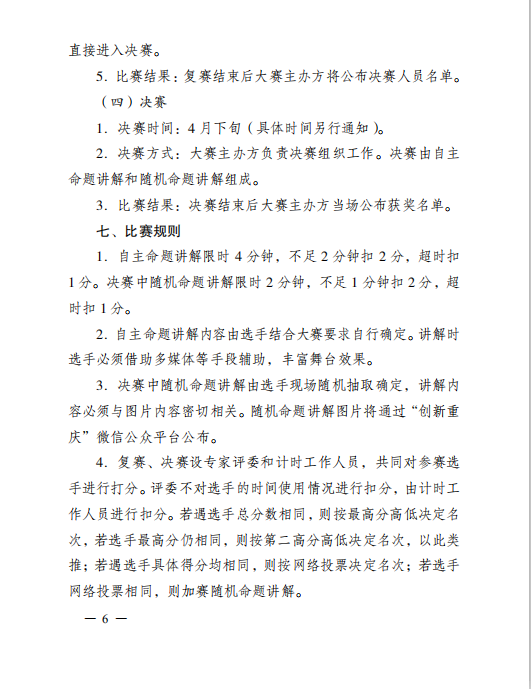 直接进入决赛。
5. 比赛结果：复赛结束后大赛主办方将公布决赛人员名单。
（四）决赛
1. 决赛时间：4 月下旬（具体时间另行通知）。
2. 决赛方式：大赛主办方负责决赛组织工作。决赛由自主
命题讲解和随机命题讲解组成。
3. 比赛结果：决赛结束后大赛主办方当场公布获奖名单。
七、比赛规则
1. 自主命题讲解限时 4 分钟，不足 2 分钟扣 2 分，超时扣
1 分。决赛中随机命题讲解限时 2 分钟，不足 1 分钟扣 2 分，超
时扣 1 分。
2. 自主命题讲解内容由选手结合大赛要求自行确定。讲解时
选手必须借助多媒体等手段辅助，丰富舞台效果。
3. 决赛中随机命题讲解由选手现场随机抽取确定，讲解内
容必须与图片内容密切相关。随机命题讲解图片将通过“创新重
庆”微信公众平台公布。
4. 复赛、决赛设专家评委和计时工作人员，共同对参赛选
手进行打分。评委不对选手的时间使用情况进行扣分，由计时工
作人员进行扣分。若遇选手总分数相同，则按最高分高低决定名
次，若选手最高分仍相同，则按第二高分高低决定名次，以此类
推；若遇选手具体得分均相同，则按网络投票决定名次；若选手
网络投票相同，则加赛随机命题讲解。
— 6 —